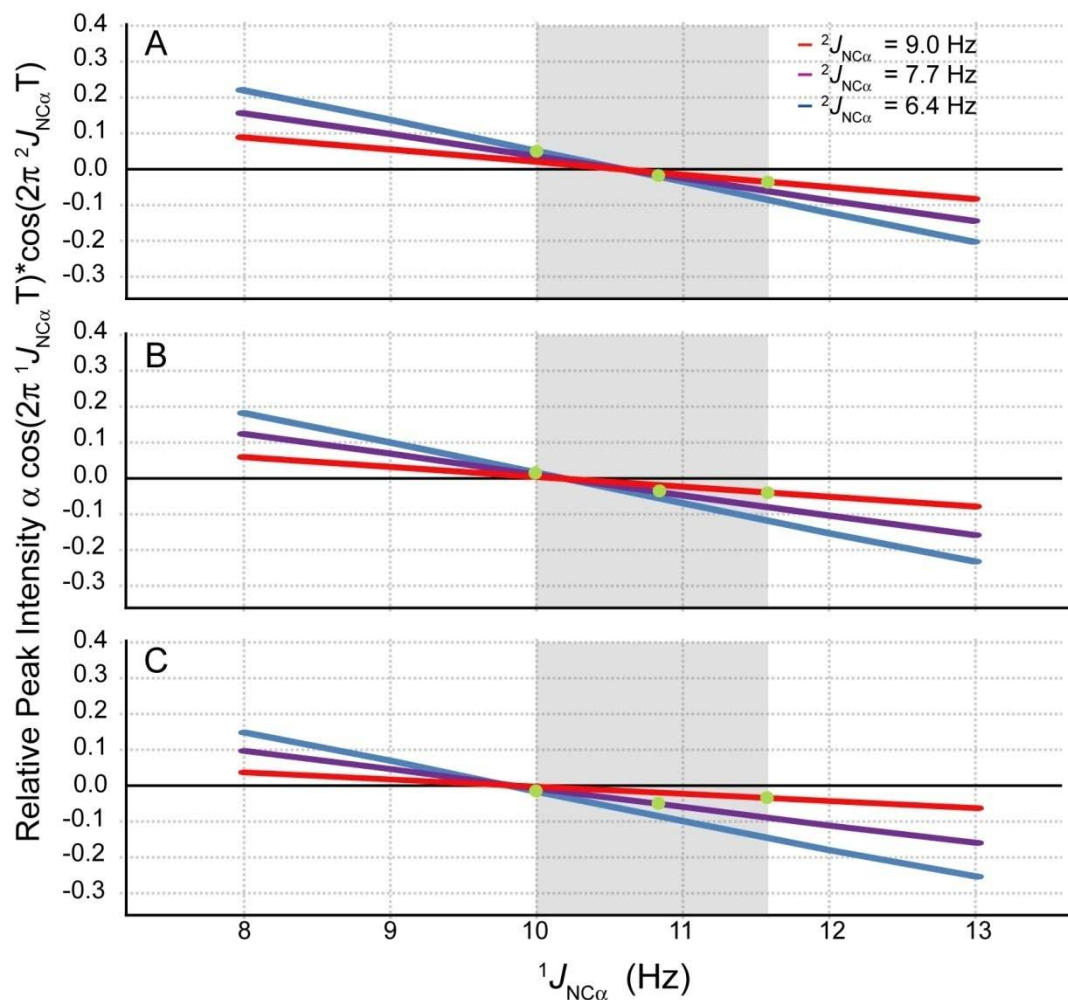 Relative Peak Intensity α cos(2π ¹J_NCα T)*cos(2π ²J_NCα T)
A
²J_NCα = 9.0 Hz
²J_NCα = 7.7 Hz
²J_NCα = 6.4 Hz
0.4
0.3
0.2
0.1
0.0
-0.1
-0.2
-0.3
B
0.4
0.3
0.2
0.1
0.0
-0.1
-0.2
-0.3
C
0.4
0.3
0.2
0.1
0.0
-0.1
-0.2
-0.3
8 9 10 11 12 13
¹J_NCα (Hz)